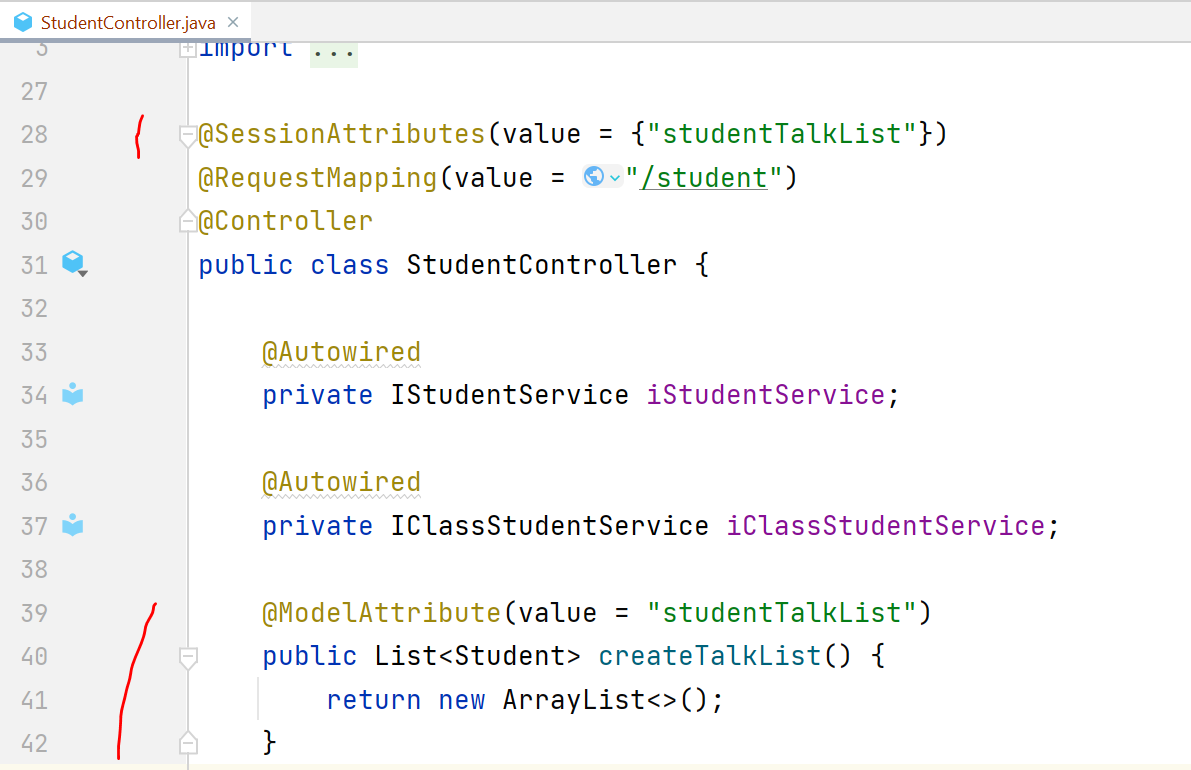 StudentController.java
3 import ...
27
28 @SessionAttributes(value = {"studentTalkList"})
29 @RequestMapping(value = "/student")
30 @Controller
31 public class StudentController {
32
33 @Autowired
34 private IStudentService iStudentService;
35
36 @Autowired
37 private IClassStudentService iClassStudentService;
38
39 @ModelAttribute(value = "studentTalkList")
40 public List<Student> createTalkList() {
41 return new ArrayList<>();
42 }